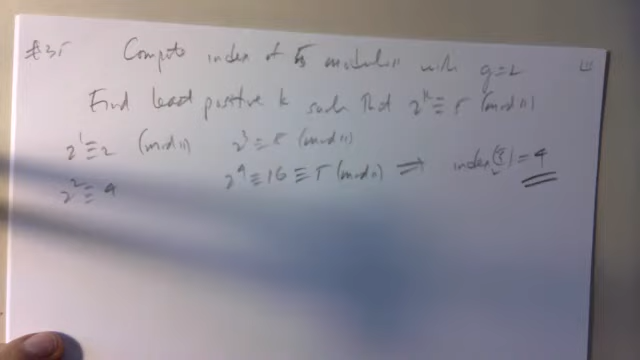 #35 Compute index of 5 modulo 11 with g=2
Find least positive k such that 2^k ≡ 5 (mod 11)
2^1 ≡ 2 (mod 11) 2^3 ≡ 8 (mod 11)
2^2 ≡ 4 2^4 ≡ 16 ≡ 5 (mod 11) ⇒ index(5) = 4